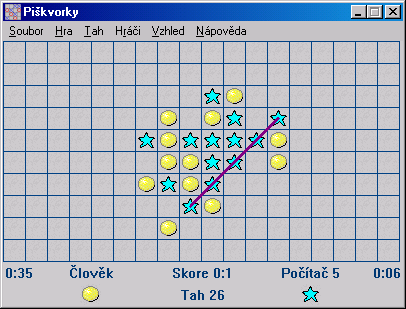 Piškvorky
Soubor Hra Tah Hráči Vzhled Nápověda
0:35 Člověk Skore 0:1 Počítač 5 0:06
Tah 26